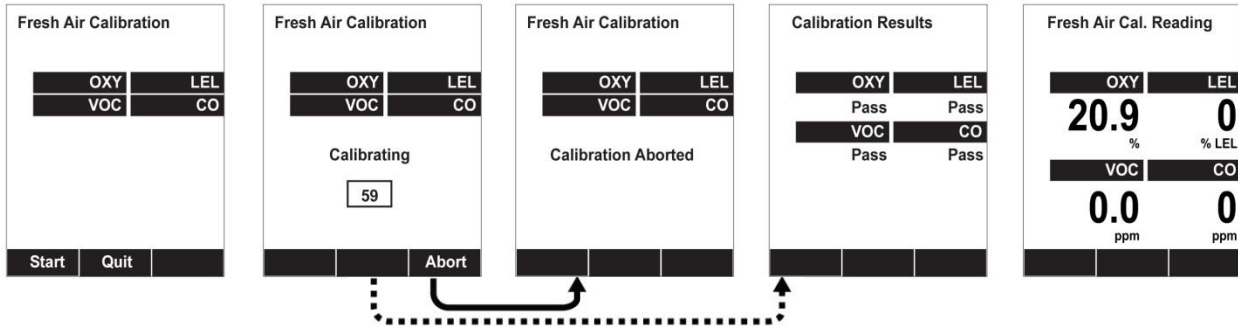 Fresh Air Calibration
OXY LEL
VOC CO
Start Quit
Fresh Air Calibration
OXY LEL
VOC CO
Calibrating
59
Abort
Fresh Air Calibration
OXY LEL
VOC CO
Calibration Aborted
Calibration Results
OXY LEL
Pass Pass
VOC CO
Pass Pass
Fresh Air Cal. Reading
OXY LEL
20.9 0
% % LEL
VOC CO
0.0 0
ppm ppm